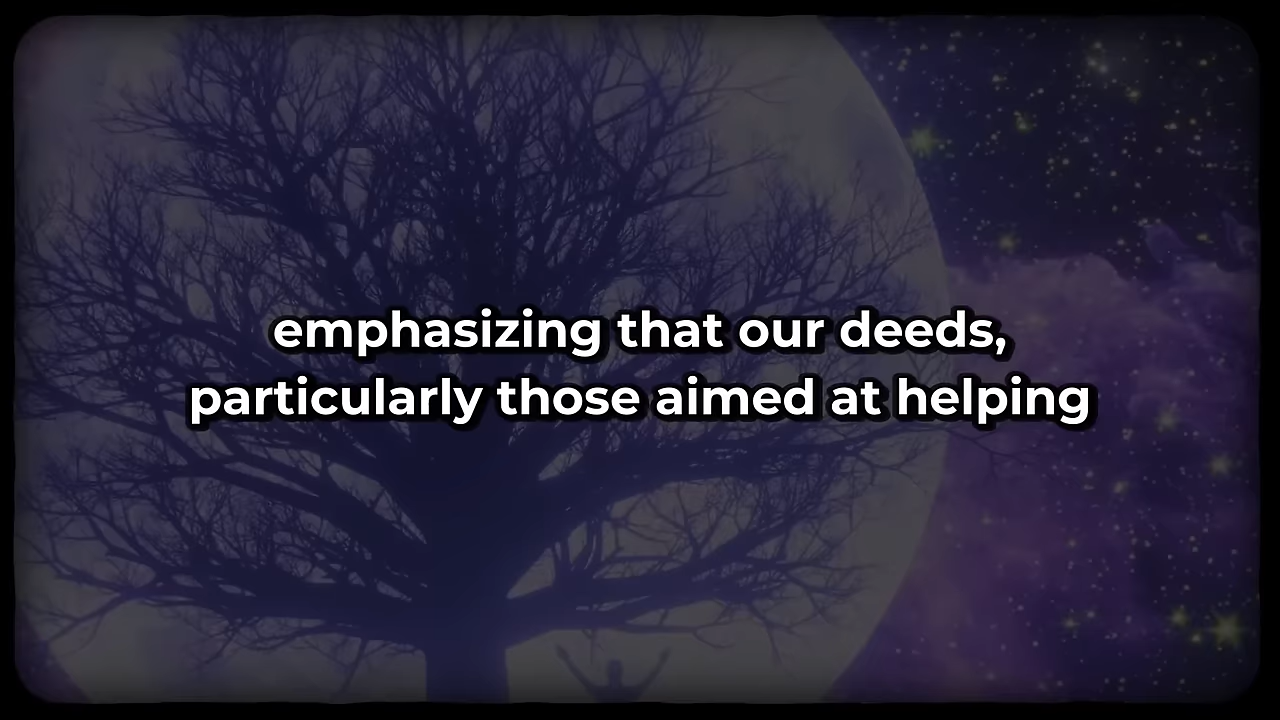 emphasizing that our deeds,
particularly those aimed at helping